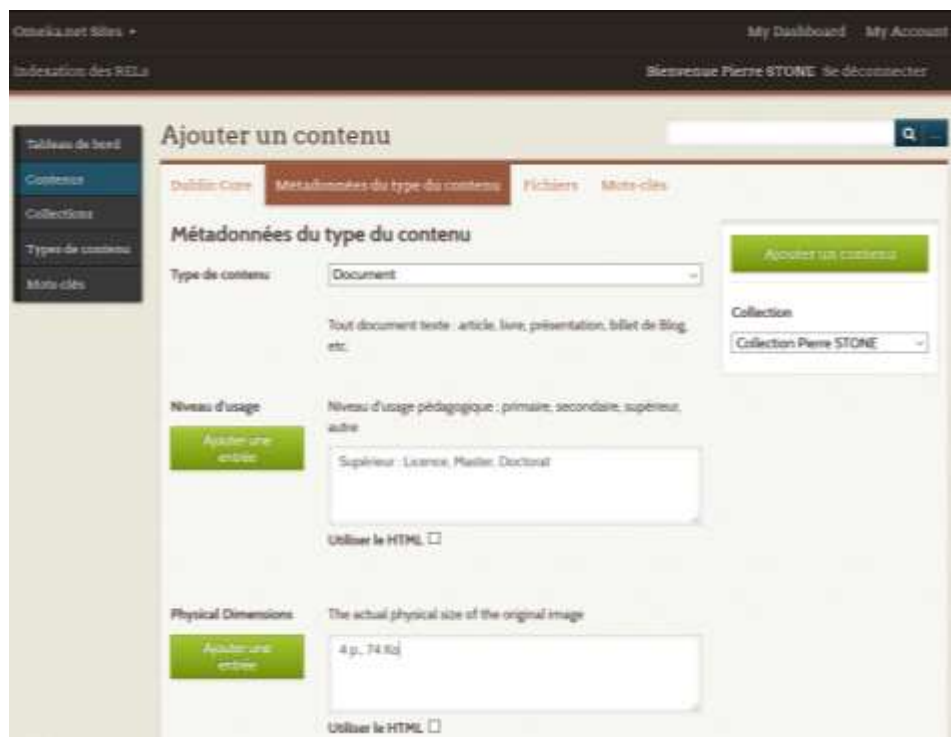 Omeka.net Sites
My Dashboard My Account
Indexation des RELs
Bienvenue Pierre STONE Se déconnecter
Tableau de bord
Contenus
Collections
Types de contenu
Mots-clés
Ajouter un contenu
...
Dublin Core Métadonnées du type du contenu Fichiers Mots-clés
Métadonnées du type du contenu
Type de contenu Document
Tout document texte : article, livre, présentation, billet de Blog,
etc.
Ajouter un contenu
Collection
Collection Pierre STONE
Niveau d'usage Niveau d'usage pédagogique : primaire, secondaire, supérieur,
autre
Ajouter une
entrée
Supérieur : Licence, Master, Doctorat
Utiliser le HTML
Physical Dimensions The actual physical size of the original image
Ajouter une
entrée
4 p., 74 Ko
Utiliser le HTML